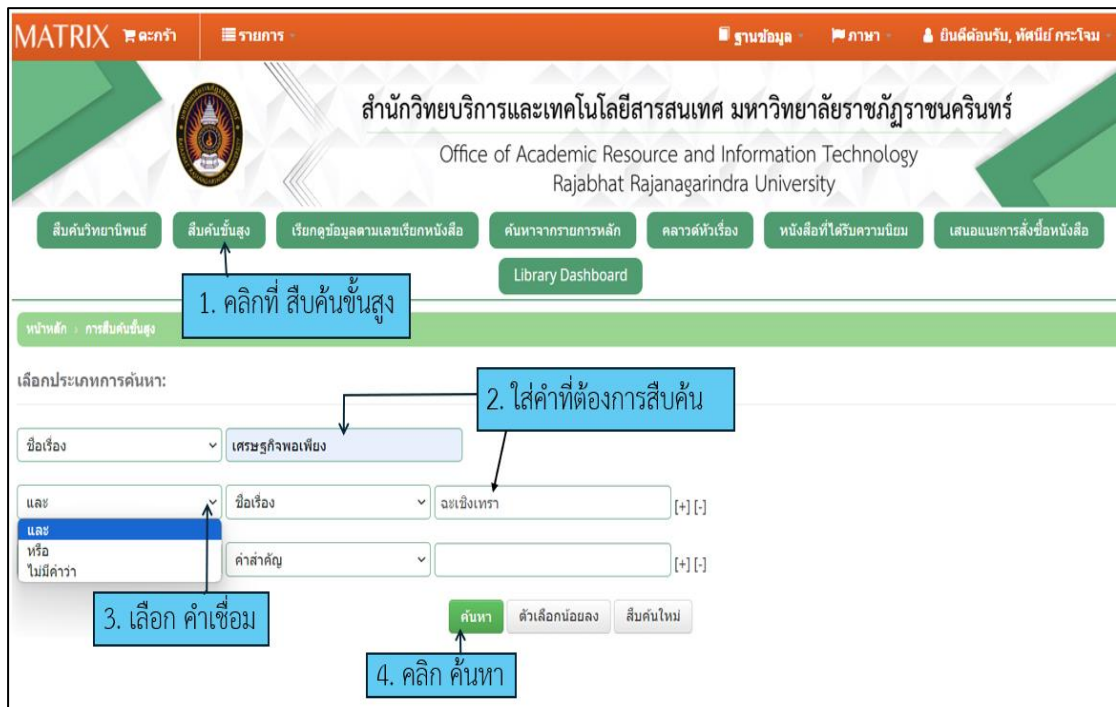 MATRIX ตะกร้า รายการ ฐานข้อมูล ภาษา ยินดีต้อนรับ, ทัศนีย์ กระโจม
สำนักวิทยบริการและเทคโนโลยีสารสนเทศ มหาวิทยาลัยราชภัฏราชนครินทร์
Office of Academic Resource and Information Technology
Rajabhat Rajanagarindra University
สืบค้นวิทยานิพนธ์ สืบค้นขั้นสูง เรียกดูข้อมูลตามเลขเรียกหนังสือ ค้นหาจากรายการหลัก คลาวด์หัวเรื่อง หนังสือที่ได้รับความนิยม เสนอแนะการสั่งซื้อหนังสือ
Library Dashboard
1. คลิกที่ สืบค้นขั้นสูง
หน้าหลัก › การสืบค้นขั้นสูง
เลือกประเภทการค้นหา:
2. ใส่คำที่ต้องการสืบค้น
ชื่อเรื่อง เศรษฐกิจพอเพียง
และ ชื่อเรื่อง ฉะเชิงเทรา [+] [-]
และ
หรือ
ไม่มีคำว่า
คำสำคัญ [+] [-]
3. เลือก คำเชื่อม
ค้นหา ตัวเลือกน้อยลง สืบค้นใหม่
4. คลิก ค้นหา